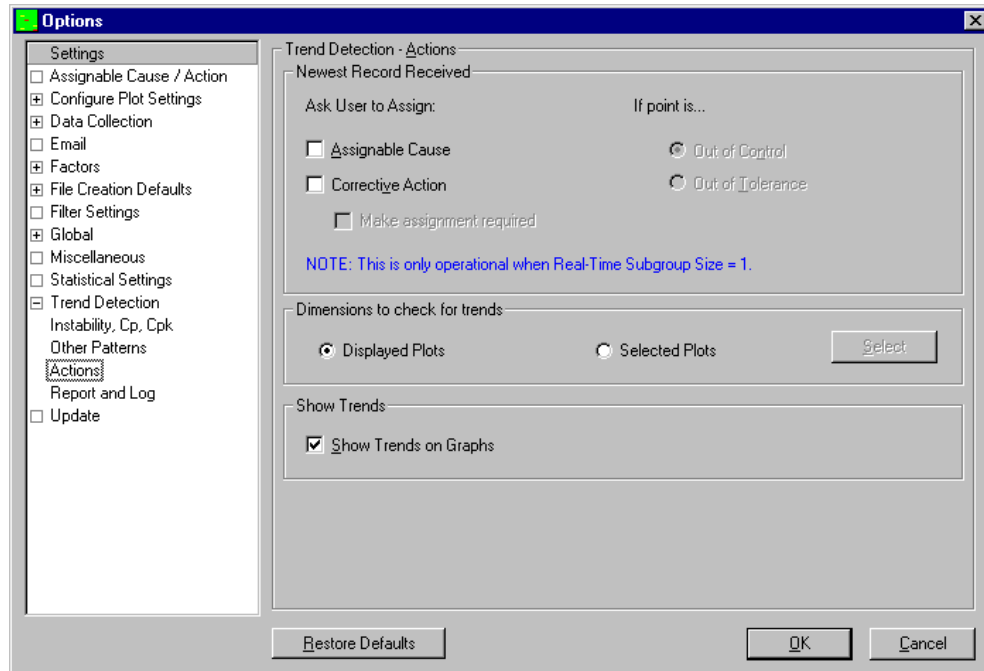 Options
Settings
Assignable Cause / Action
Configure Plot Settings
Data Collection
Email
Factors
File Creation Defaults
Filter Settings
Global
Miscellaneous
Statistical Settings
Trend Detection
Instability, Cp, Cpk
Other Patterns
Actions
Report and Log
Update
Trend Detection - Actions
Newest Record Received
Ask User to Assign:
If point is...
Assignable Cause
Out of Control
Corrective Action
Out of Tolerance
Make assignment required
NOTE: This is only operational when Real-Time Subgroup Size = 1.
Dimensions to check for trends
Displayed Plots
Selected Plots
Select
Show Trends
Show Trends on Graphs
Restore Defaults
OK
Cancel